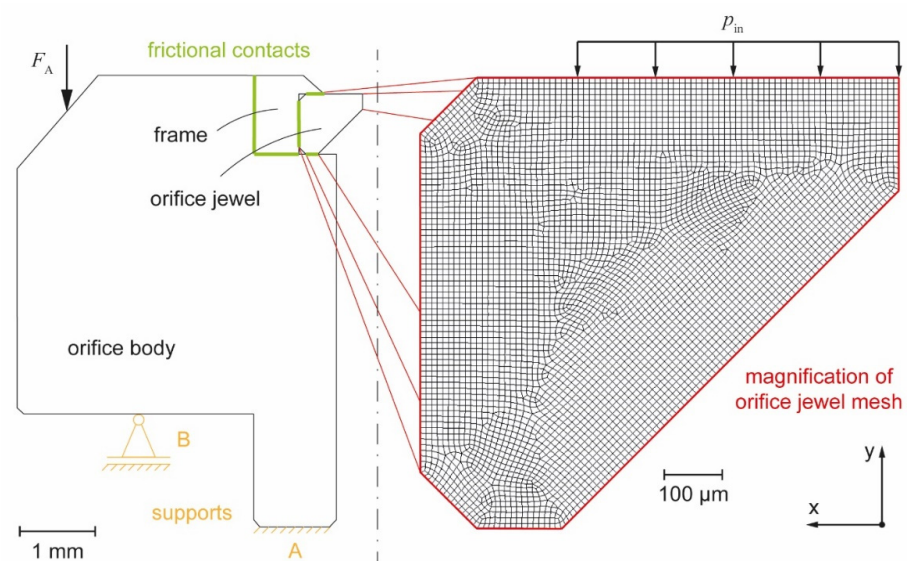 F_A
frictional contacts
frame
orifice jewel
orifice body
B
supports
A
1 mm
p_in
magnification of
orifice jewel mesh
100 µm
y
x